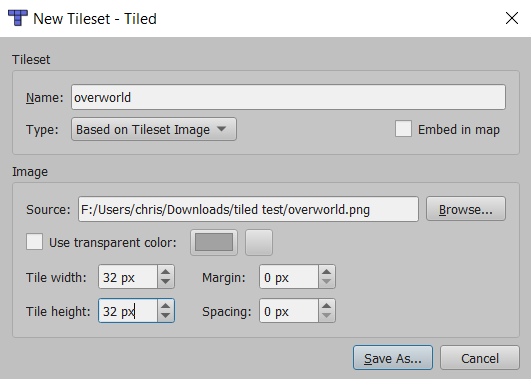 New Tileset - Tiled
Tileset
Name: overworld
Type: Based on Tileset Image Embed in map
Image
Source: F:/Users/chris/Downloads/tiled test/overworld.png Browse...
Use transparent color:
Tile width: 32 px Margin: 0 px
Tile height: 32 px Spacing: 0 px
Save As... Cancel